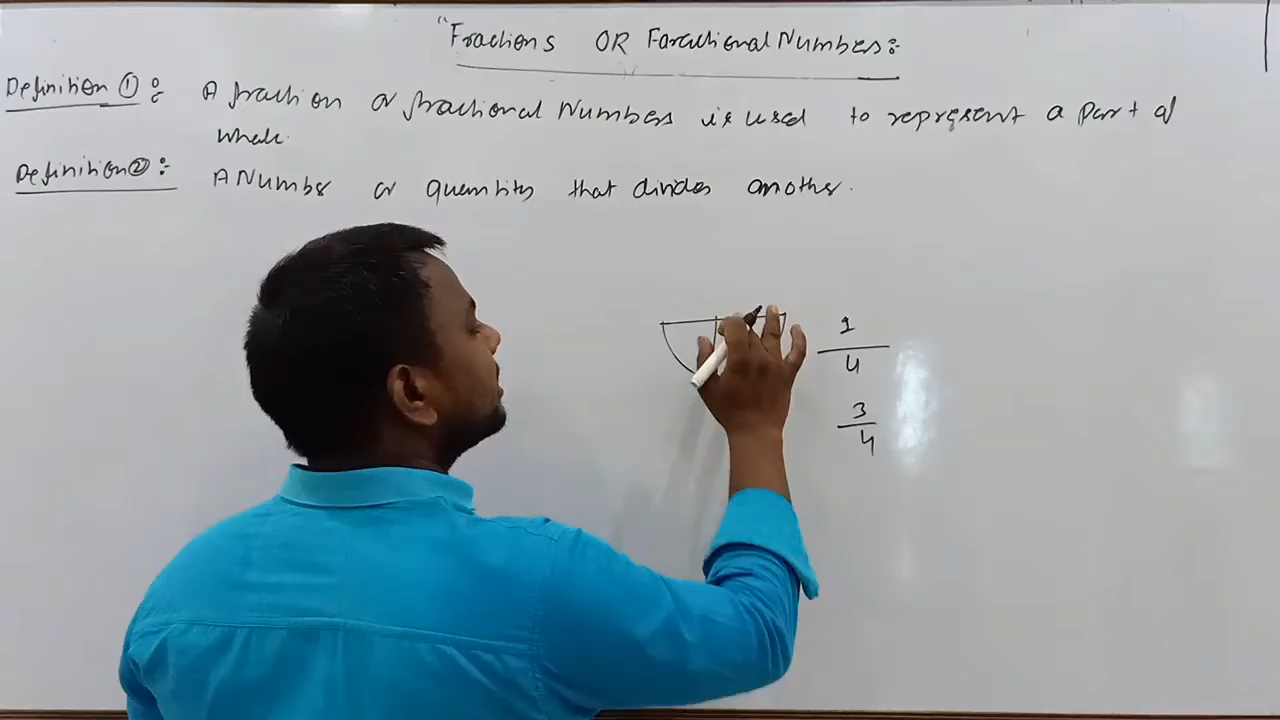 "Fractions OR Faractional Numbers:
Definition ① : A fraction or fractional Numbers is used to represent a part of
whole.
Definition② : A Number or quantity that divides another.
1
4
3
4